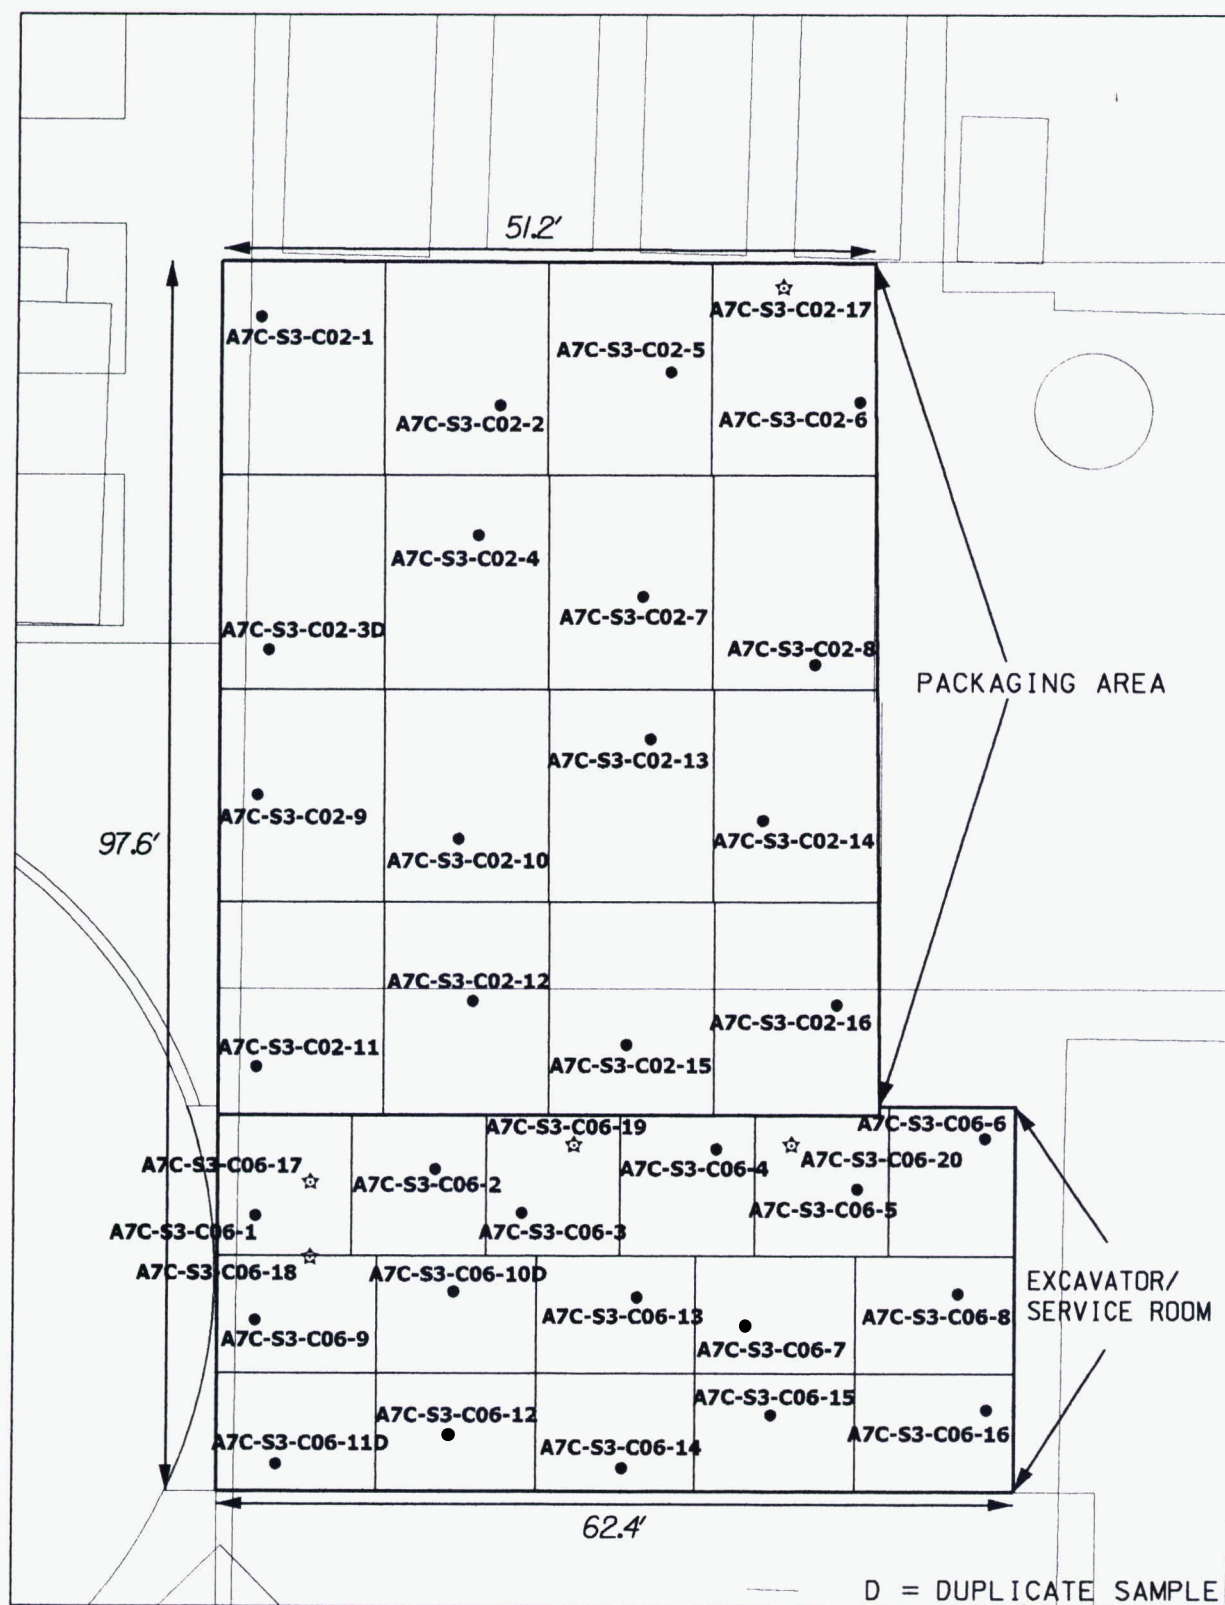 51.2'
A7C-S3-C02-17
A7C-S3-C02-1
A7C-S3-C02-5
A7C-S3-C02-2
A7C-S3-C02-6
A7C-S3-C02-4
A7C-S3-C02-7
A7C-S3-C02-3D
A7C-S3-C02-8
PACKAGING AREA
A7C-S3-C02-13
A7C-S3-C02-9
97.6'
A7C-S3-C02-14
A7C-S3-C02-10
A7C-S3-C02-12
A7C-S3-C02-16
A7C-S3-C02-11
A7C-S3-C02-15
A7C-S3-C06-19
A7C-S3-C06-6
A7C-S3-C06-17
A7C-S3-C06-4
A7C-S3-C06-20
A7C-S3-C06-2
A7C-S3-C06-5
A7C-S3-C06-1
A7C-S3-C06-3
A7C-S3-C06-18
A7C-S3-C06-10D
EXCAVATOR/
SERVICE ROOM
A7C-S3-C06-13
A7C-S3-C06-8
A7C-S3-C06-9
A7C-S3-C06-7
A7C-S3-C06-15
A7C-S3-C06-12
A7C-S3-C06-16
A7C-S3-C06-11D
A7C-S3-C06-14
62.4'
D = DUPLICATE SAMPLE